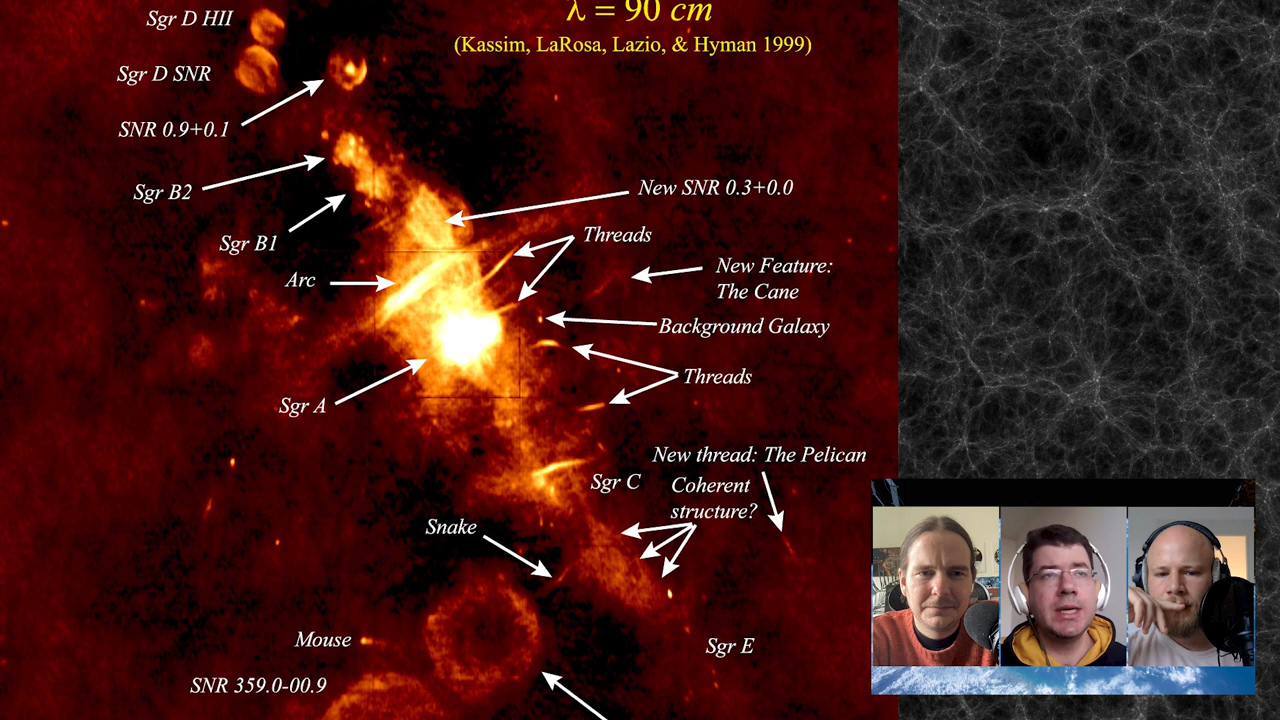 λ = 90 cm
(Kassim, LaRosa, Lazio, & Hyman 1999)
Sgr D HII
Sgr D SNR
SNR 0.9+0.1
Sgr B2
New SNR 0.3+0.0
Sgr B1
Threads
Arc
New Feature:
The Cane
Background Galaxy
Threads
Sgr A
New thread: The Pelican
Sgr C
Coherent
structure?
Snake
Mouse
Sgr E
SNR 359.0-00.9